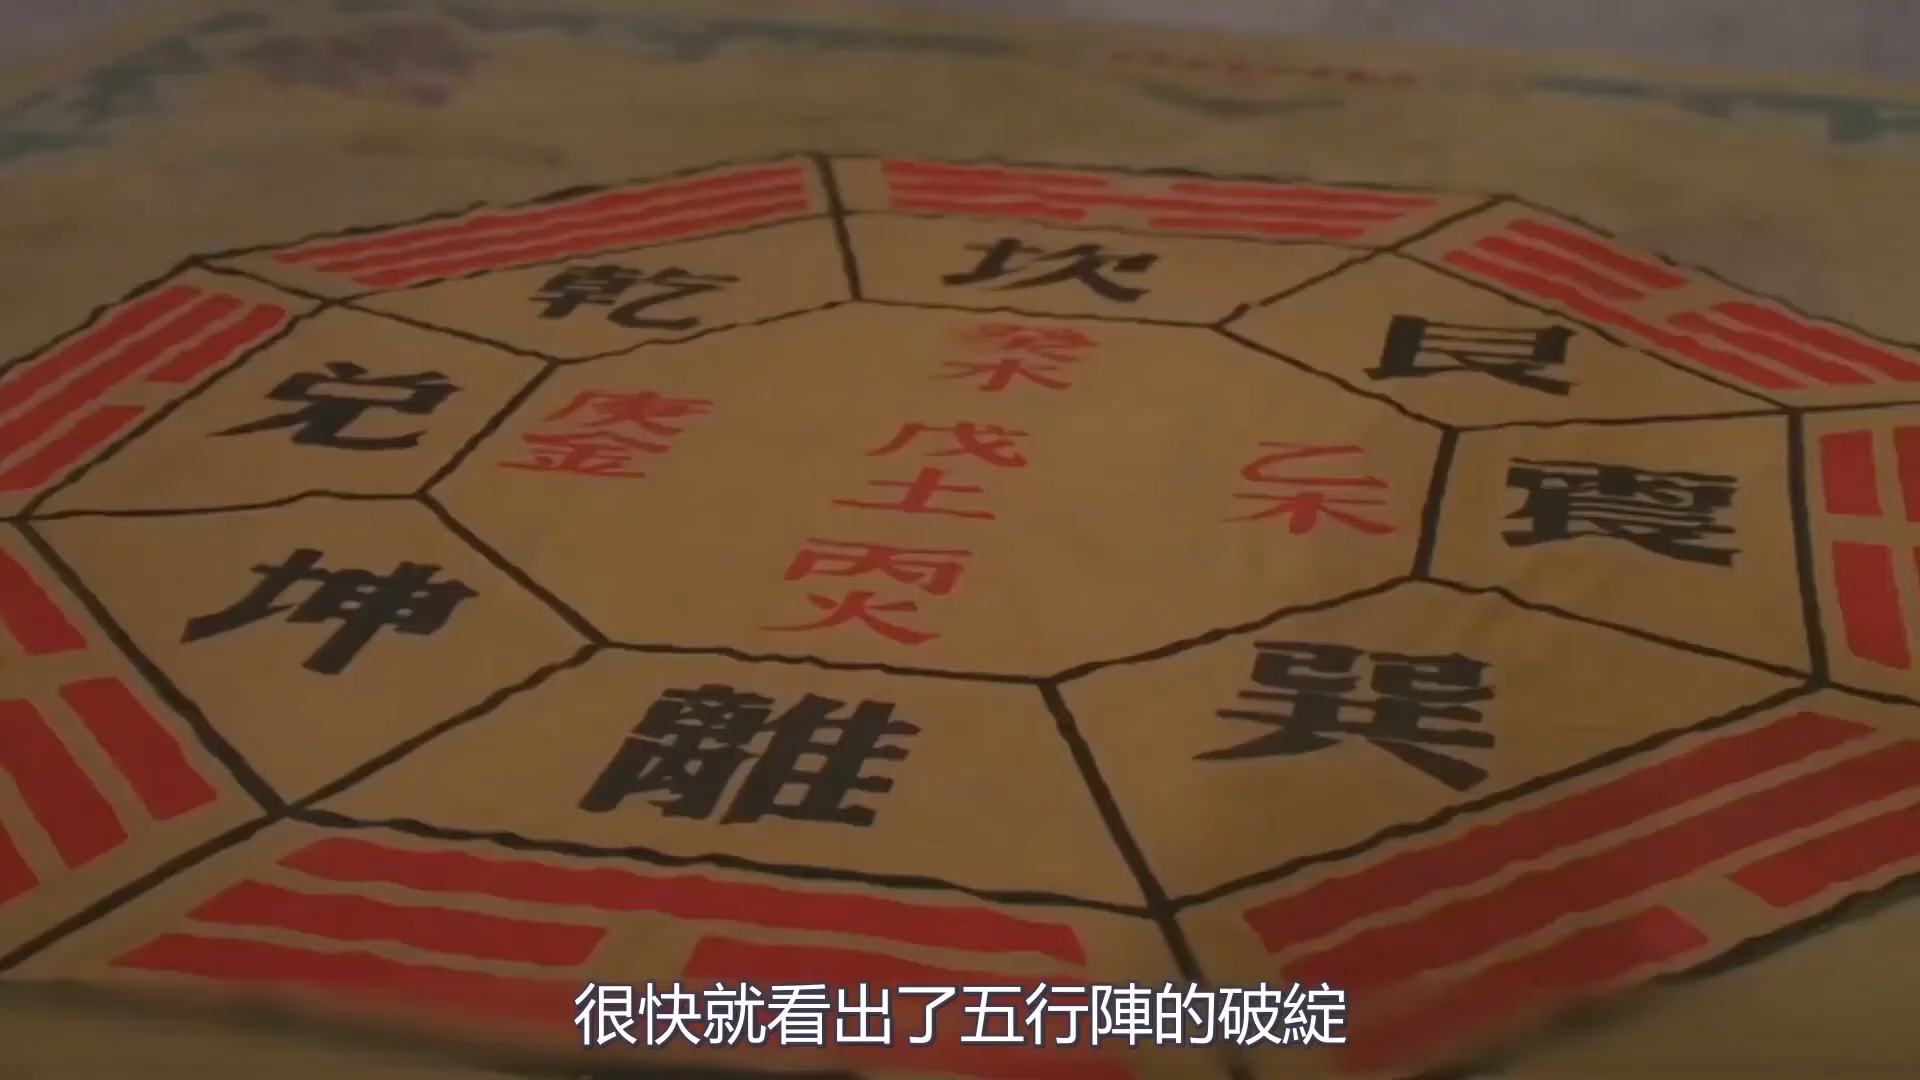 乾
坎
艮
兌
震
坤
巽
離
癸水
庚金
戊土
乙木
丙火
很快就看出了五行陣的破綻